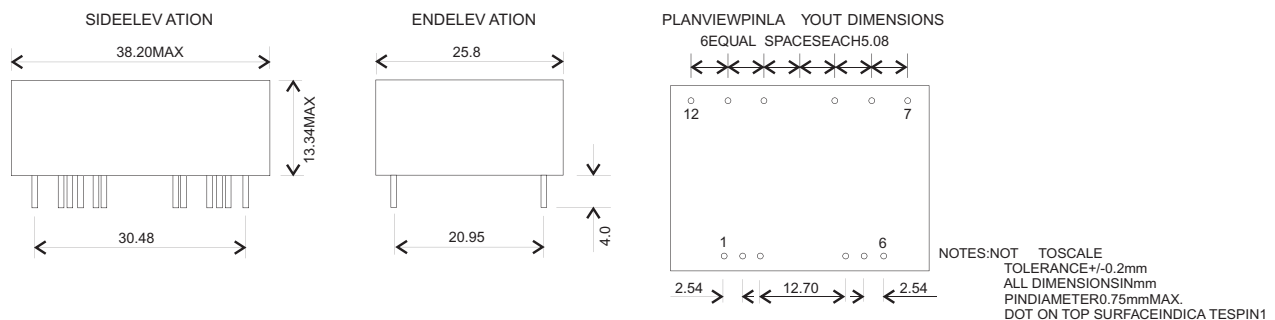 SIDEELEV ATION
38.20MAX
13.34MAX
30.48
ENDELEV ATION
25.8
20.95
4.0
PLANVIEWPINLA YOUT DIMENSIONS
6EQUAL SPACESEACH5.08
12
7
1
6
2.54
12.70
2.54
NOTES:NOT TOSCALE
TOLERANCE+/-0.2mm
ALL DIMENSIONSINmm
PINDIAMETER0.75mmMAX.
DOT ON TOP SURFACEINDICA TESPIN1